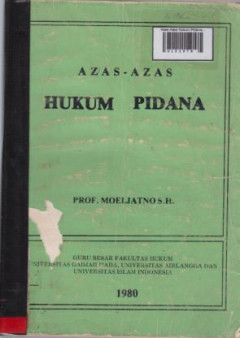 AZAS-AZAS
HUKUM PIDANA
PROF. MOELJATNO S.H.
GURU BESAR FAKULTAS HUKUM
UNIVERSITAS GADJAH MADA, UNIVERSITAS AIRLANGGA DAN
UNIVERSITAS ISLAM INDONESIA
1980